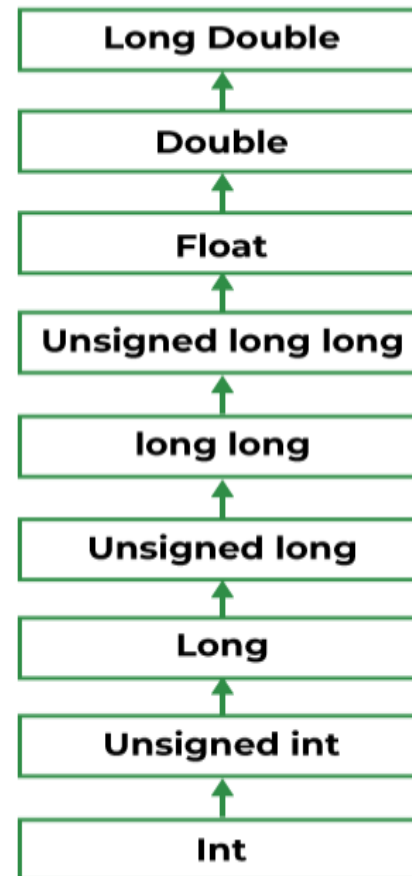 Long Double
Double
Float
Unsigned long long
long long
Unsigned long
Long
Unsigned int
Int